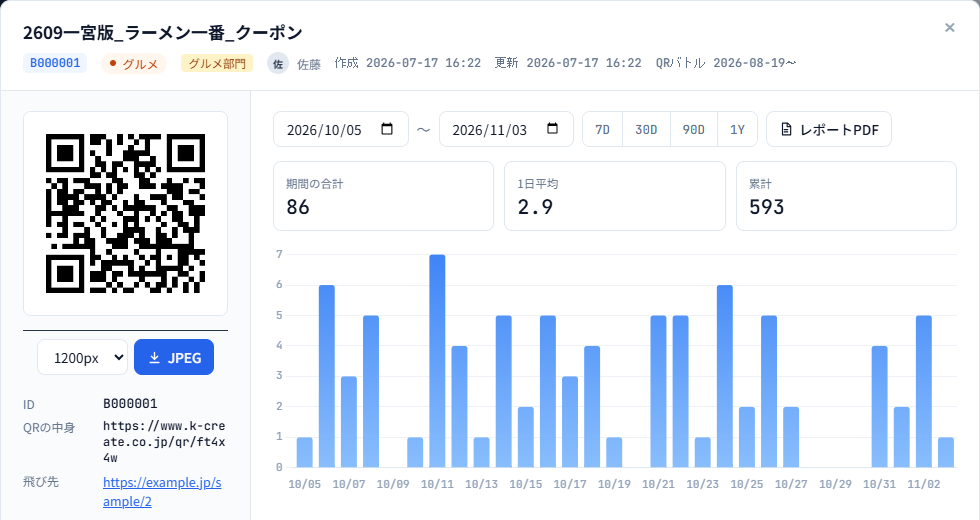 2609一宮版_ラーメン一番_クーポン
×
B000001 グルメ グルメ部門 佐 佐藤 作成 2026-07-17 16:22 更新 2026-07-17 16:22 QRバトル 2026-08-19〜
2026/10/05 〜 2026/11/03 7D 30D 90D 1Y レポートPDF
期間の合計
86
1日平均
2.9
累計
593
1200px JPEG
ID B000001
QRの中身 https://www.k-cre
ate.co.jp/qr/ft4x
4w
飛び先 https://example.jp/s
ample/2
7
6
5
4
3
2
1
0
10/05 10/07 10/09 10/11 10/13 10/15 10/17 10/19 10/21 10/23 10/25 10/27 10/29 10/31 11/02